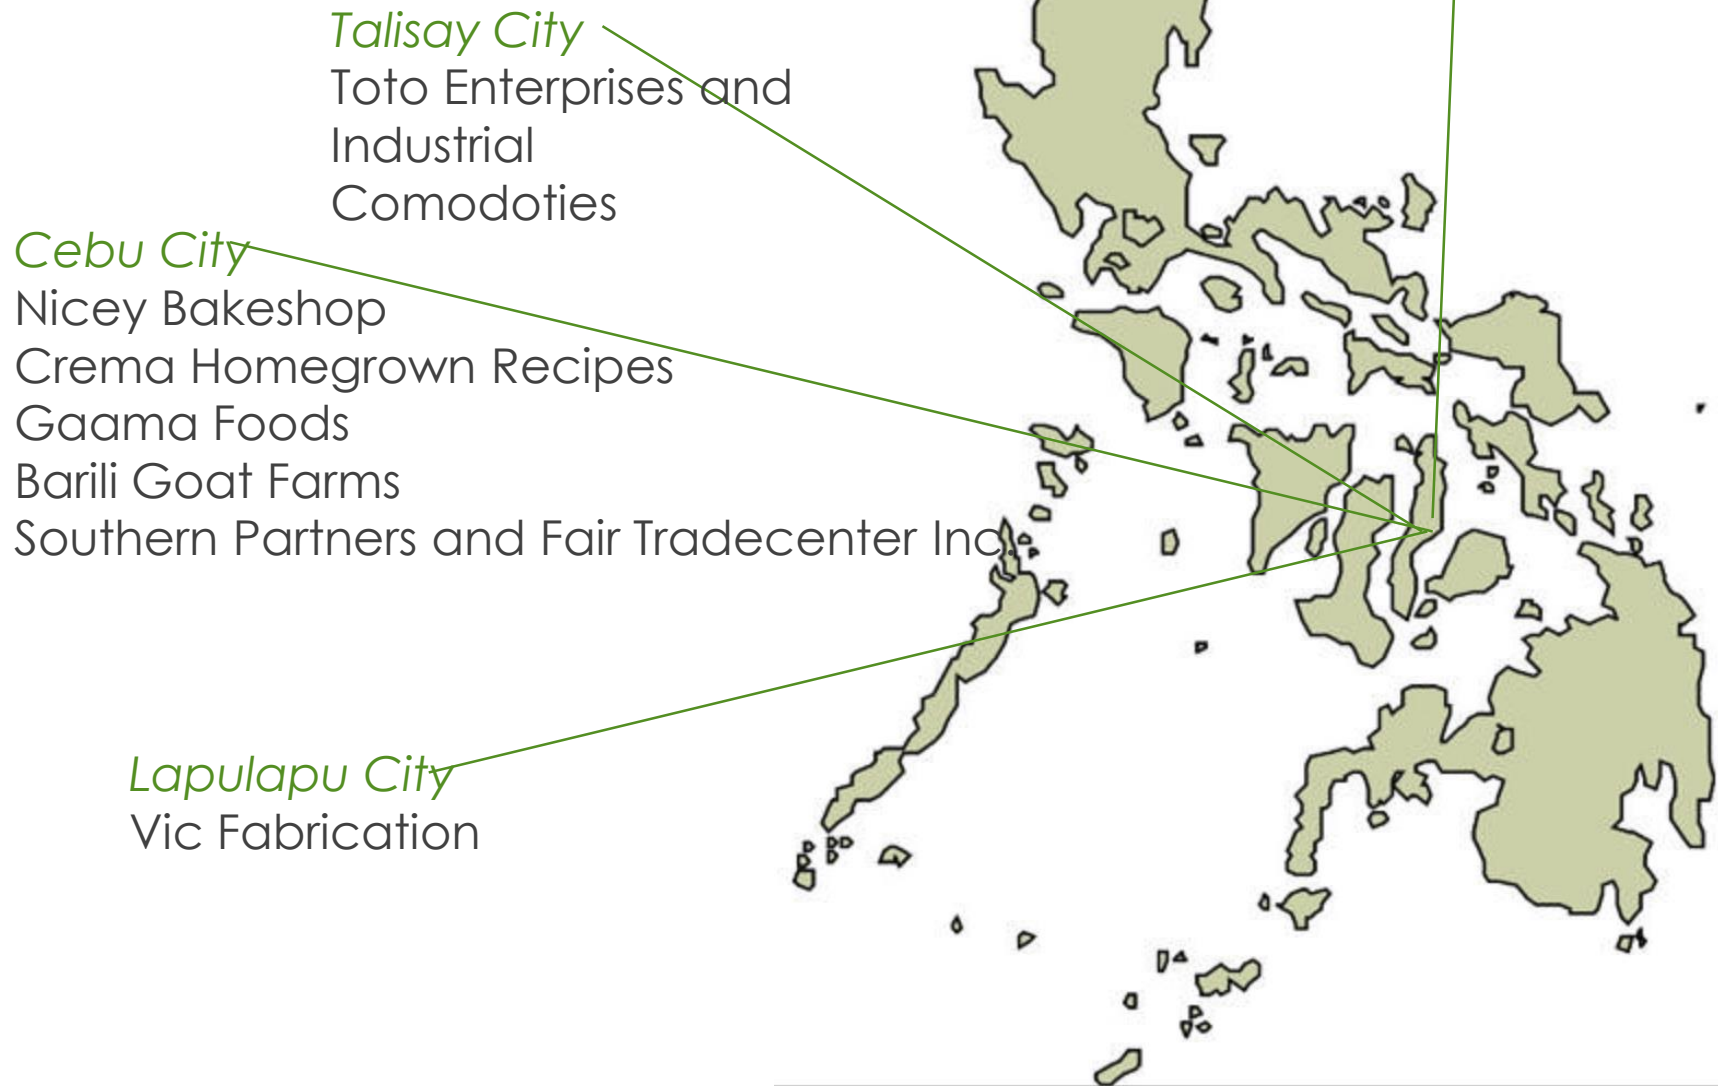 Talisay City
Toto Enterprises and
Industrial
Comodoties
Cebu City
Nicey Bakeshop
Crema Homegrown Recipes
Gaama Foods
Barili Goat Farms
Southern Partners and Fair Tradecenter Inc.
Lapulapu City
Vic Fabrication